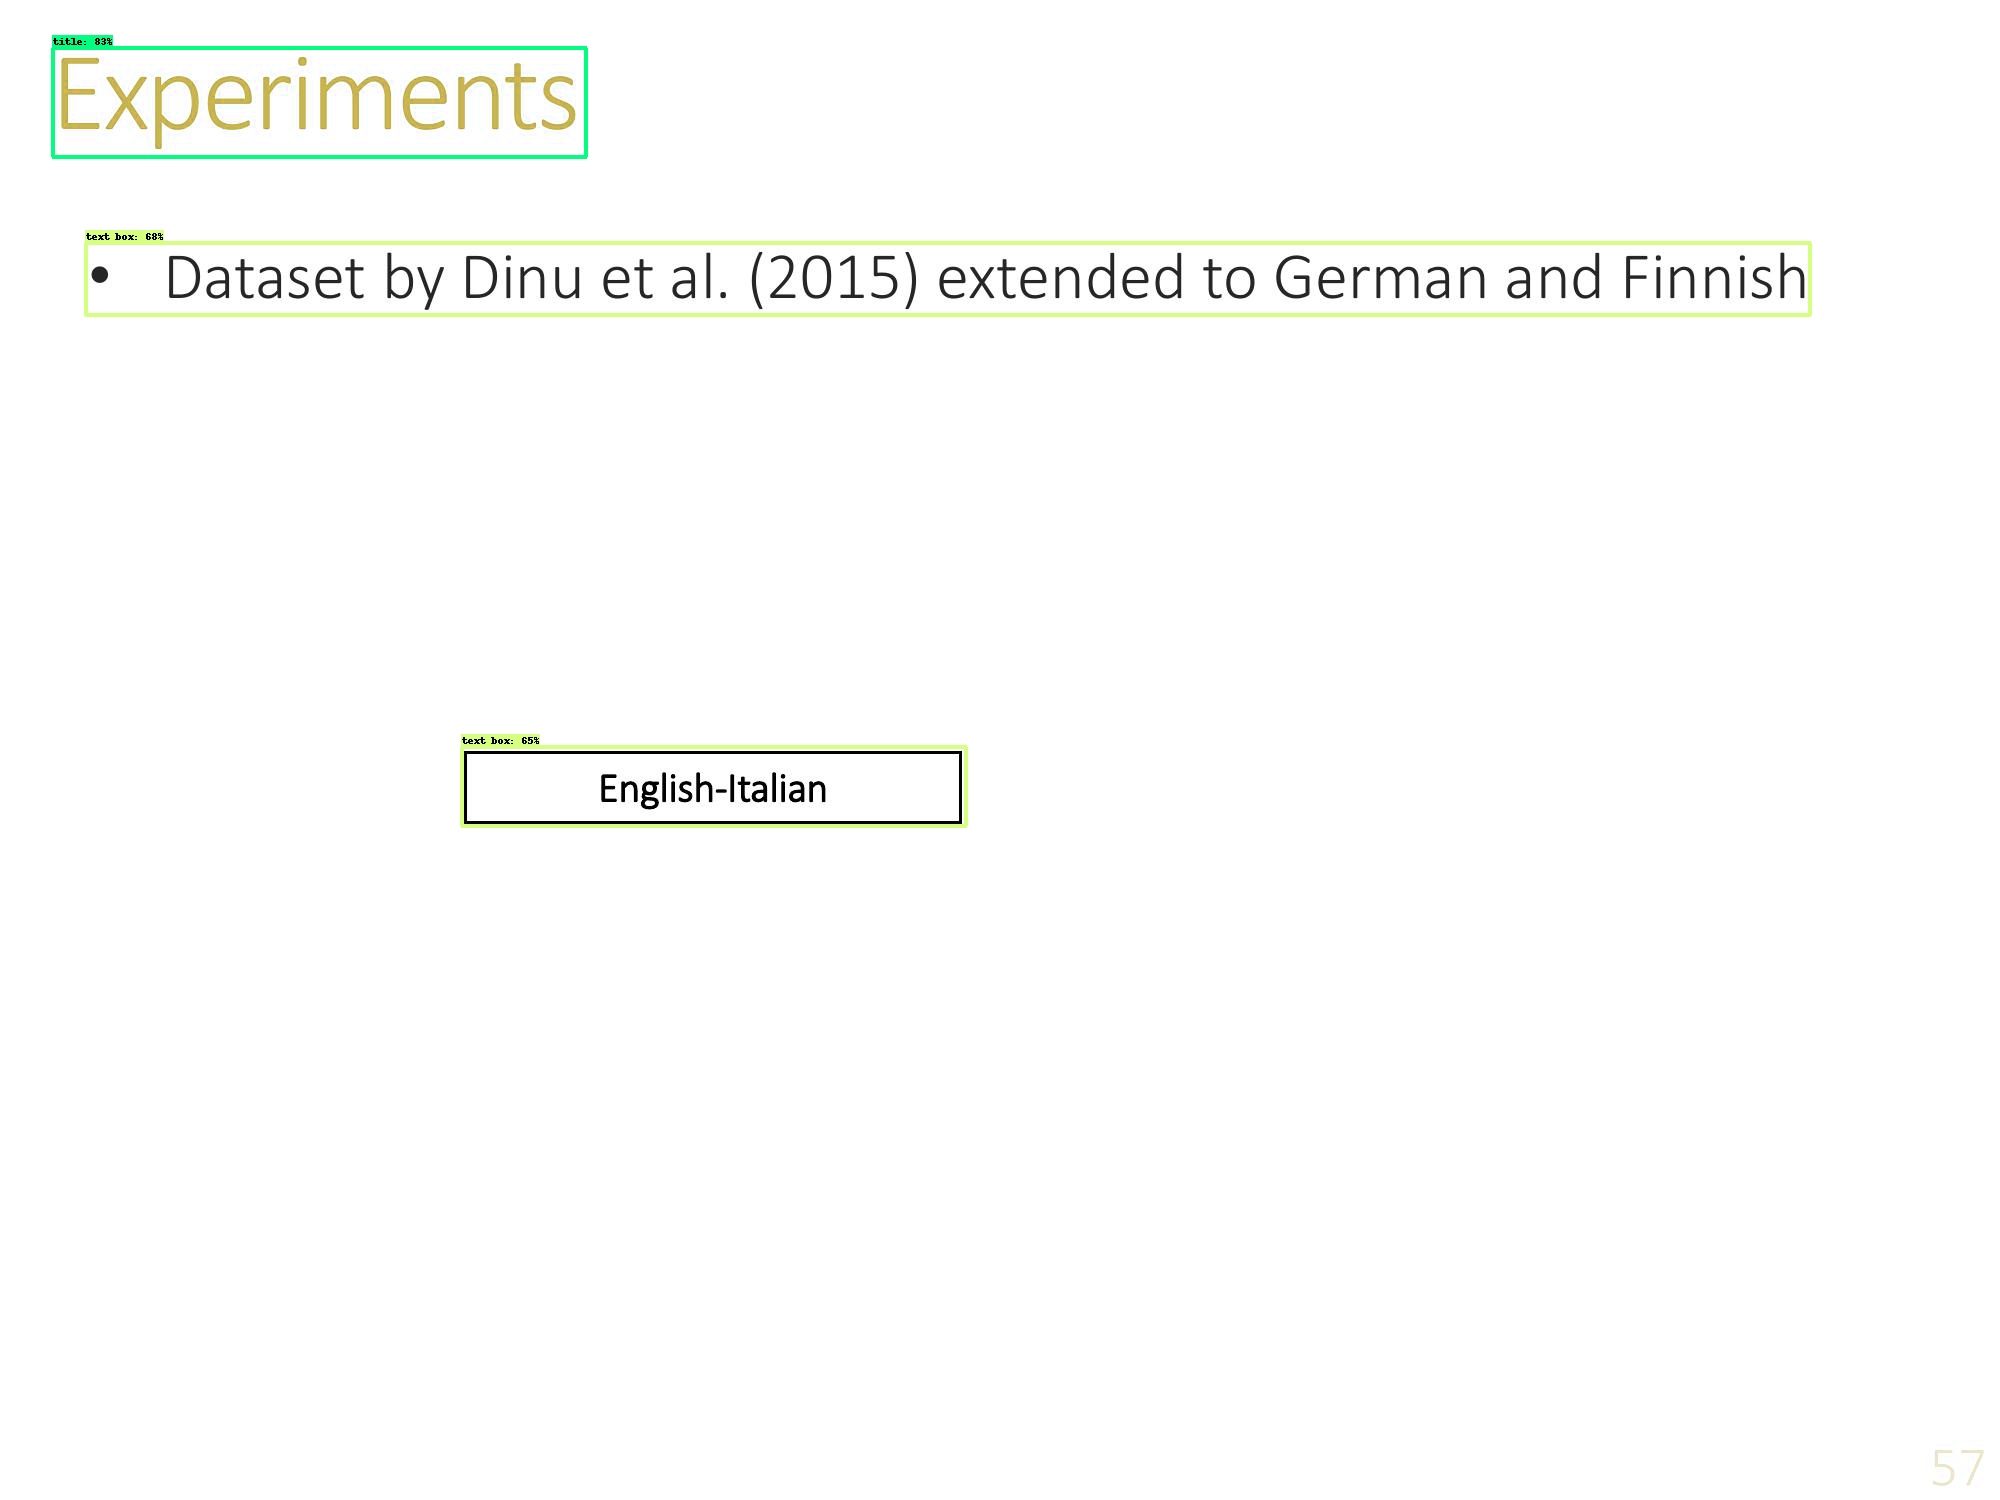 title: 83%
Experiments
text box: 68%
• Dataset by Dinu et al. (2015) extended to German and Finnish
text box: 65%
English-Italian
57